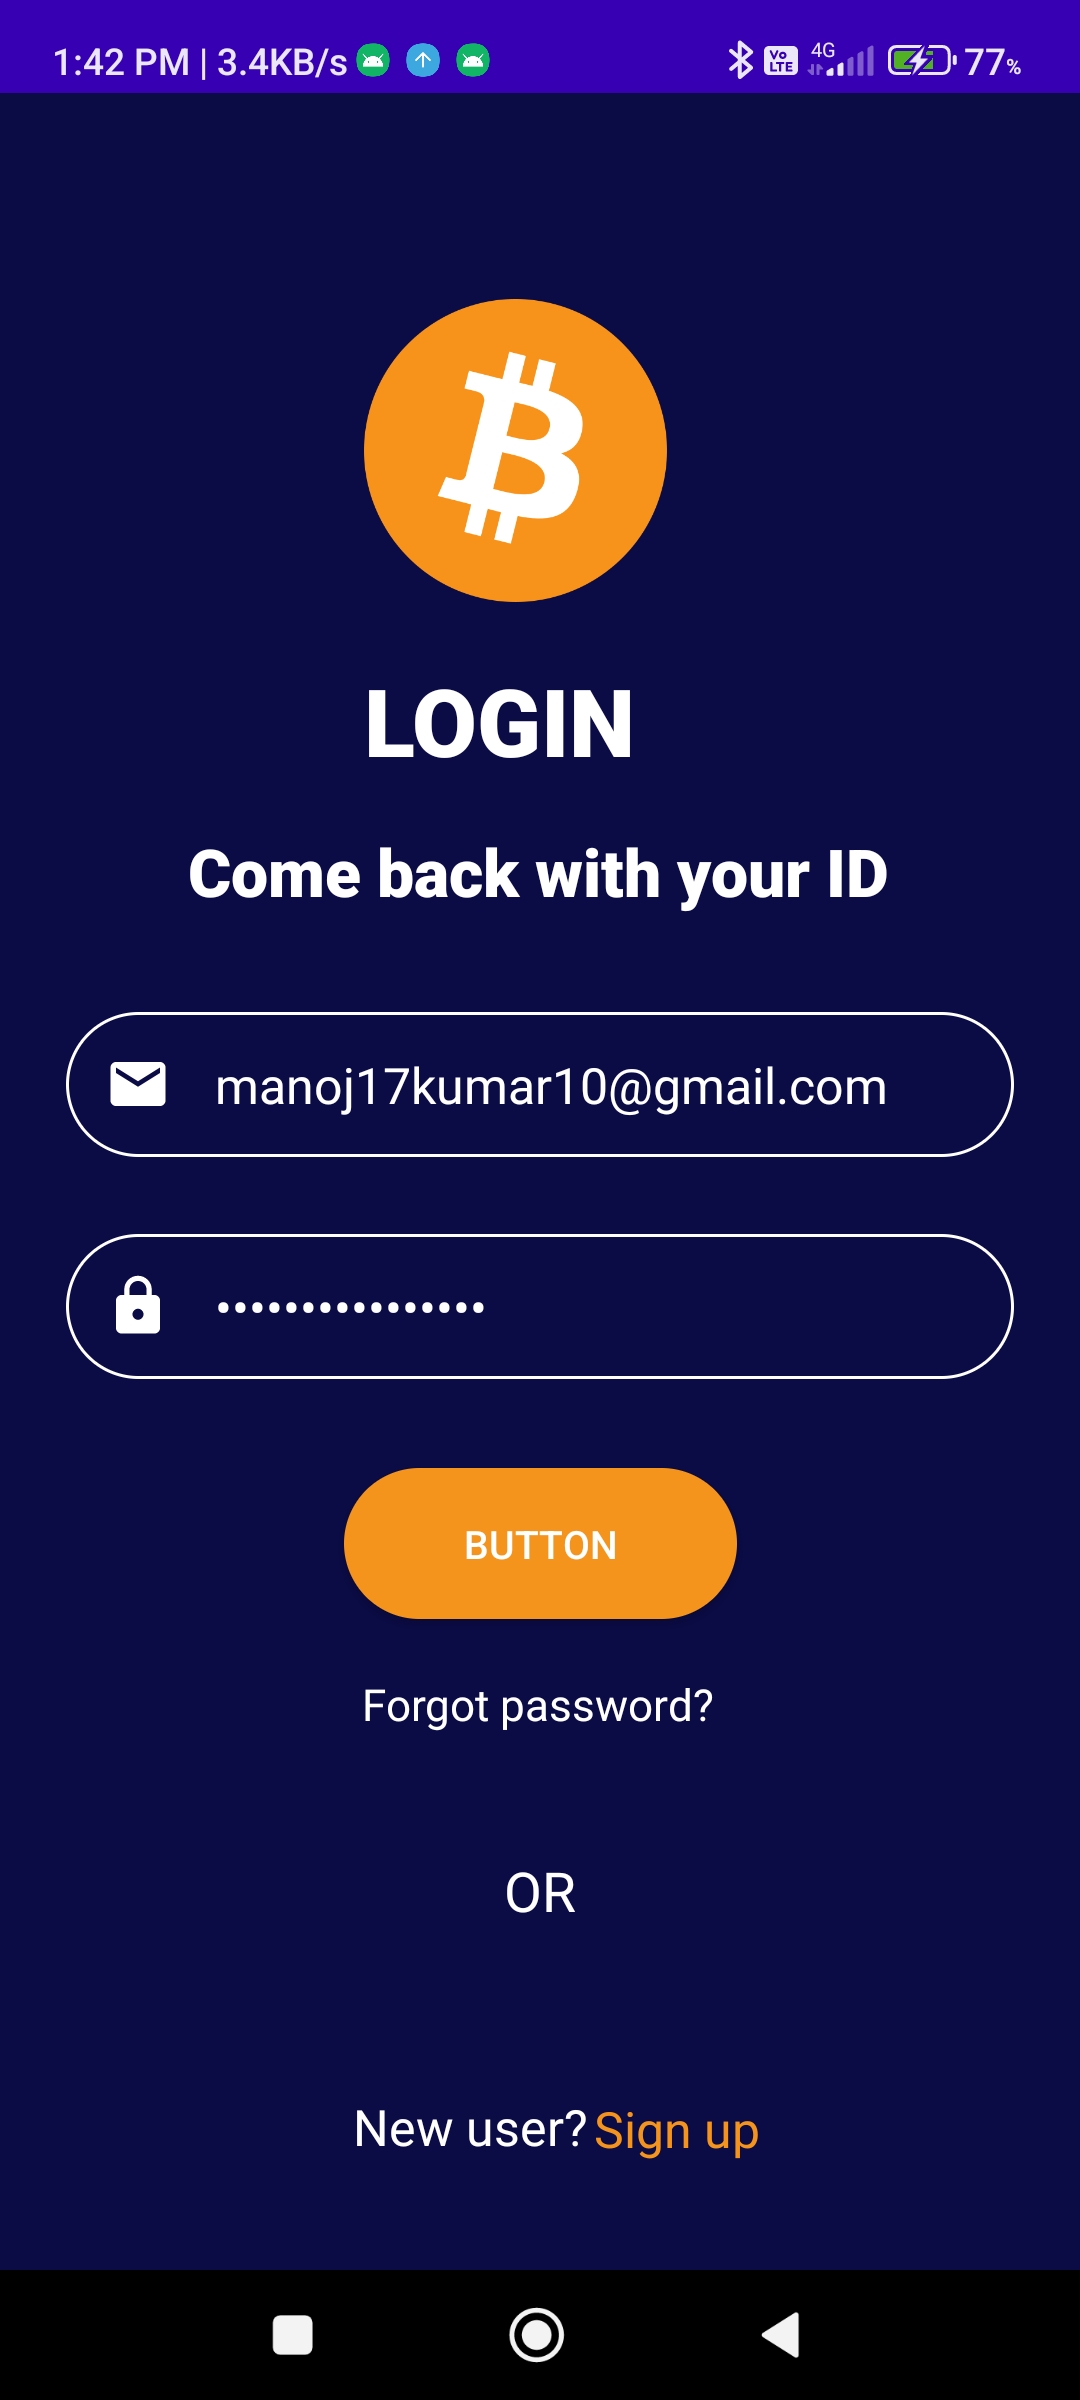 1:42 PM | 3.4KB/s Vo LTE 4G 77%
LOGIN
Come back with your ID
manoj17kumar10@gmail.com
••••••••••••••••
BUTTON
Forgot password?
OR
New user? Sign up